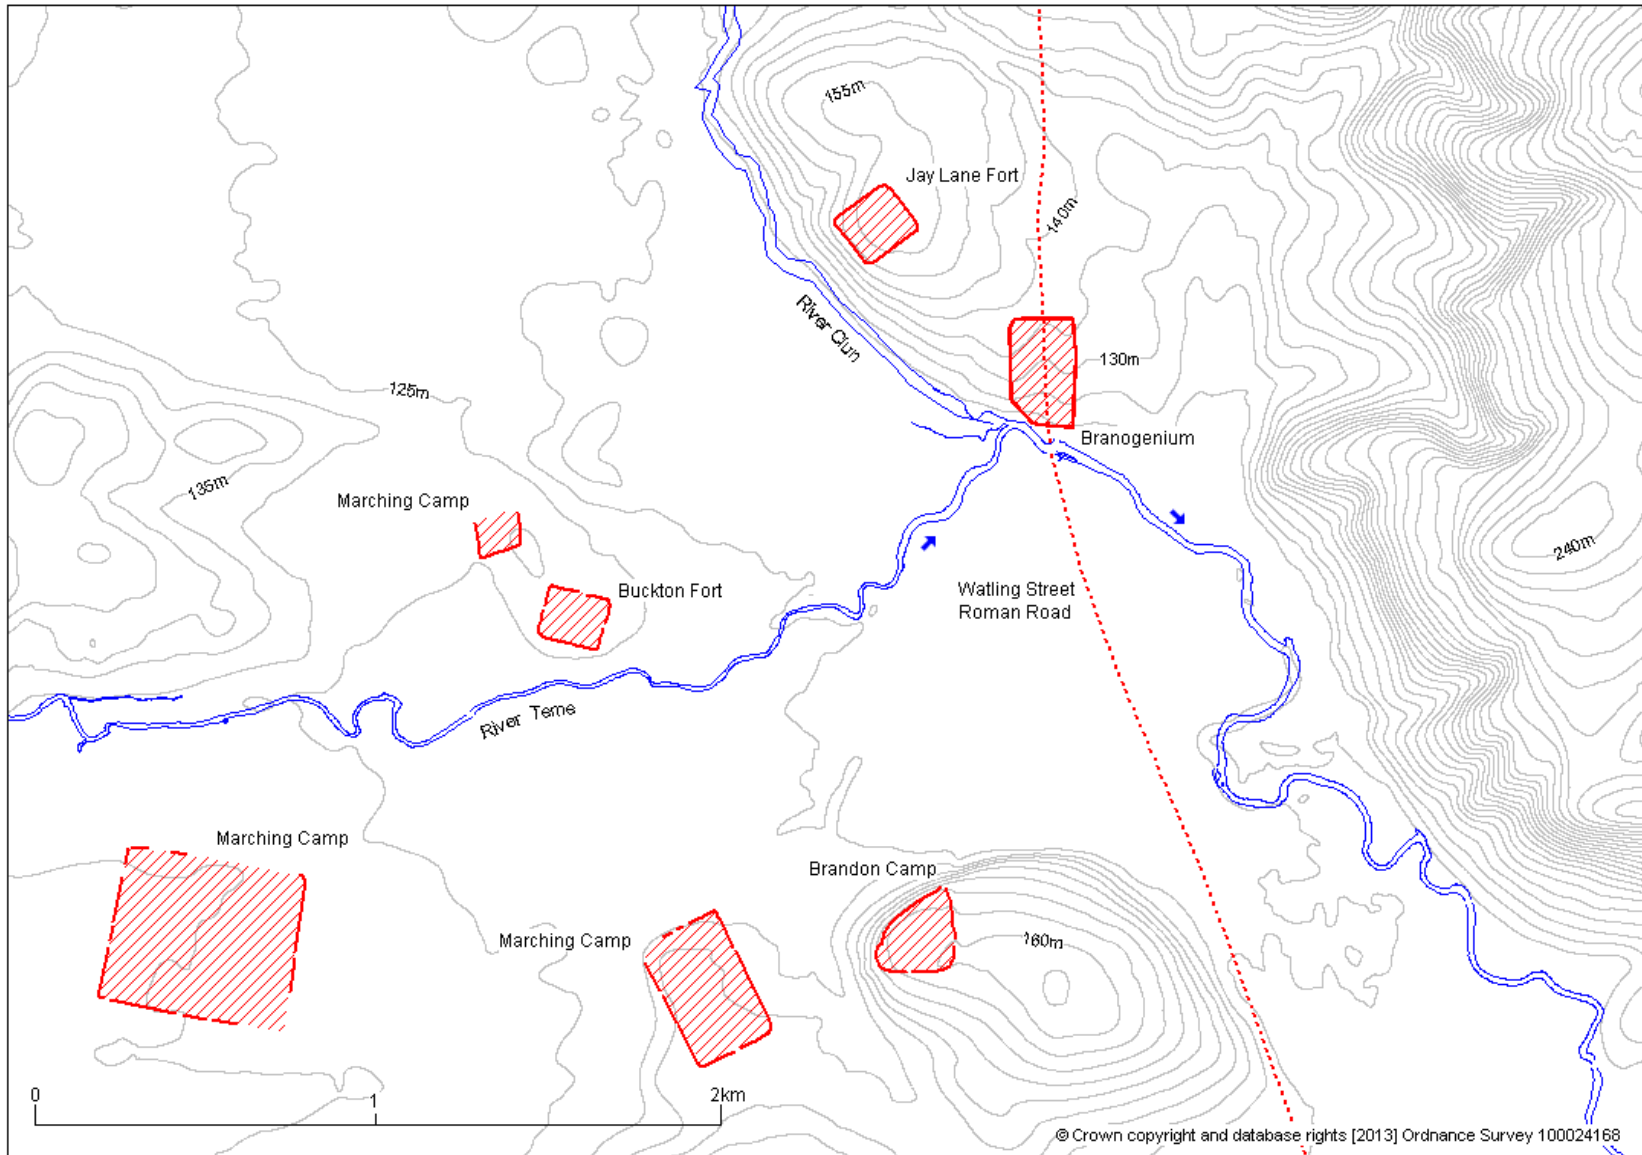 155m
Jay Lane Fort
140m
River Clun
130m
125m
Branogenium
135m
Marching Camp
240m
Buckton Fort
Watling Street
Roman Road
River Teme
Marching Camp
Brandon Camp
Marching Camp
160m
0
1
2km
© Crown copyright and database rights [2013] Ordnance Survey 100024168